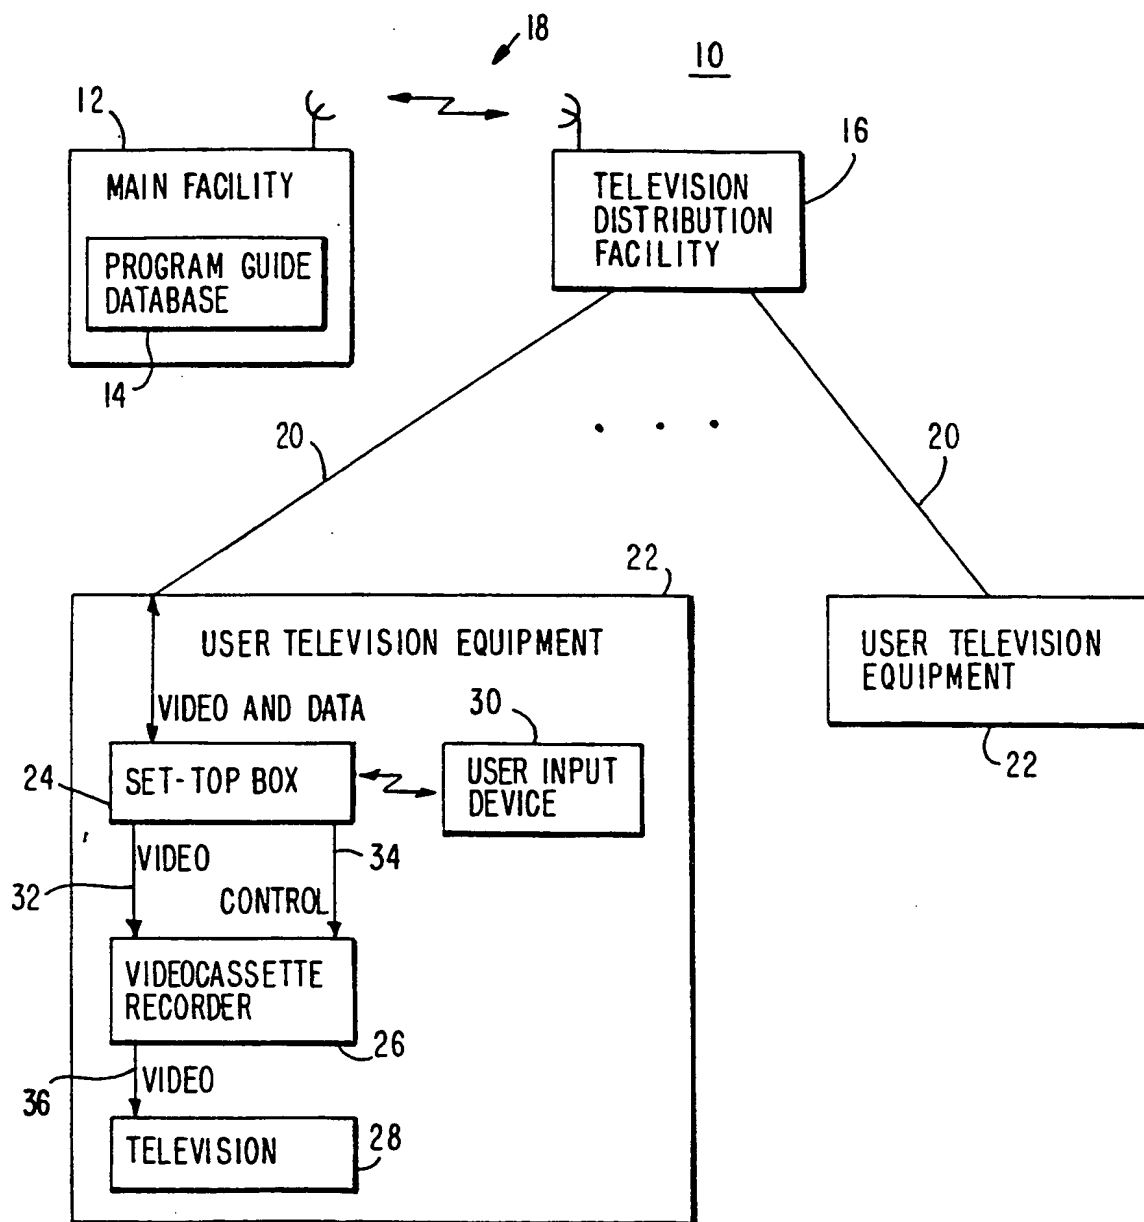 18
10
12
16
MAIN FACILITY
PROGRAM GUIDE
DATABASE
14
TELEVISION
DISTRIBUTION
FACILITY
20
20
22
USER TELEVISION EQUIPMENT
VIDEO AND DATA
30
24
SET-TOP BOX
USER INPUT
DEVICE
VIDEO
34
32
CONTROL
VIDEOCASSETTE
RECORDER
26
36
VIDEO
TELEVISION
28
USER TELEVISION
EQUIPMENT
22